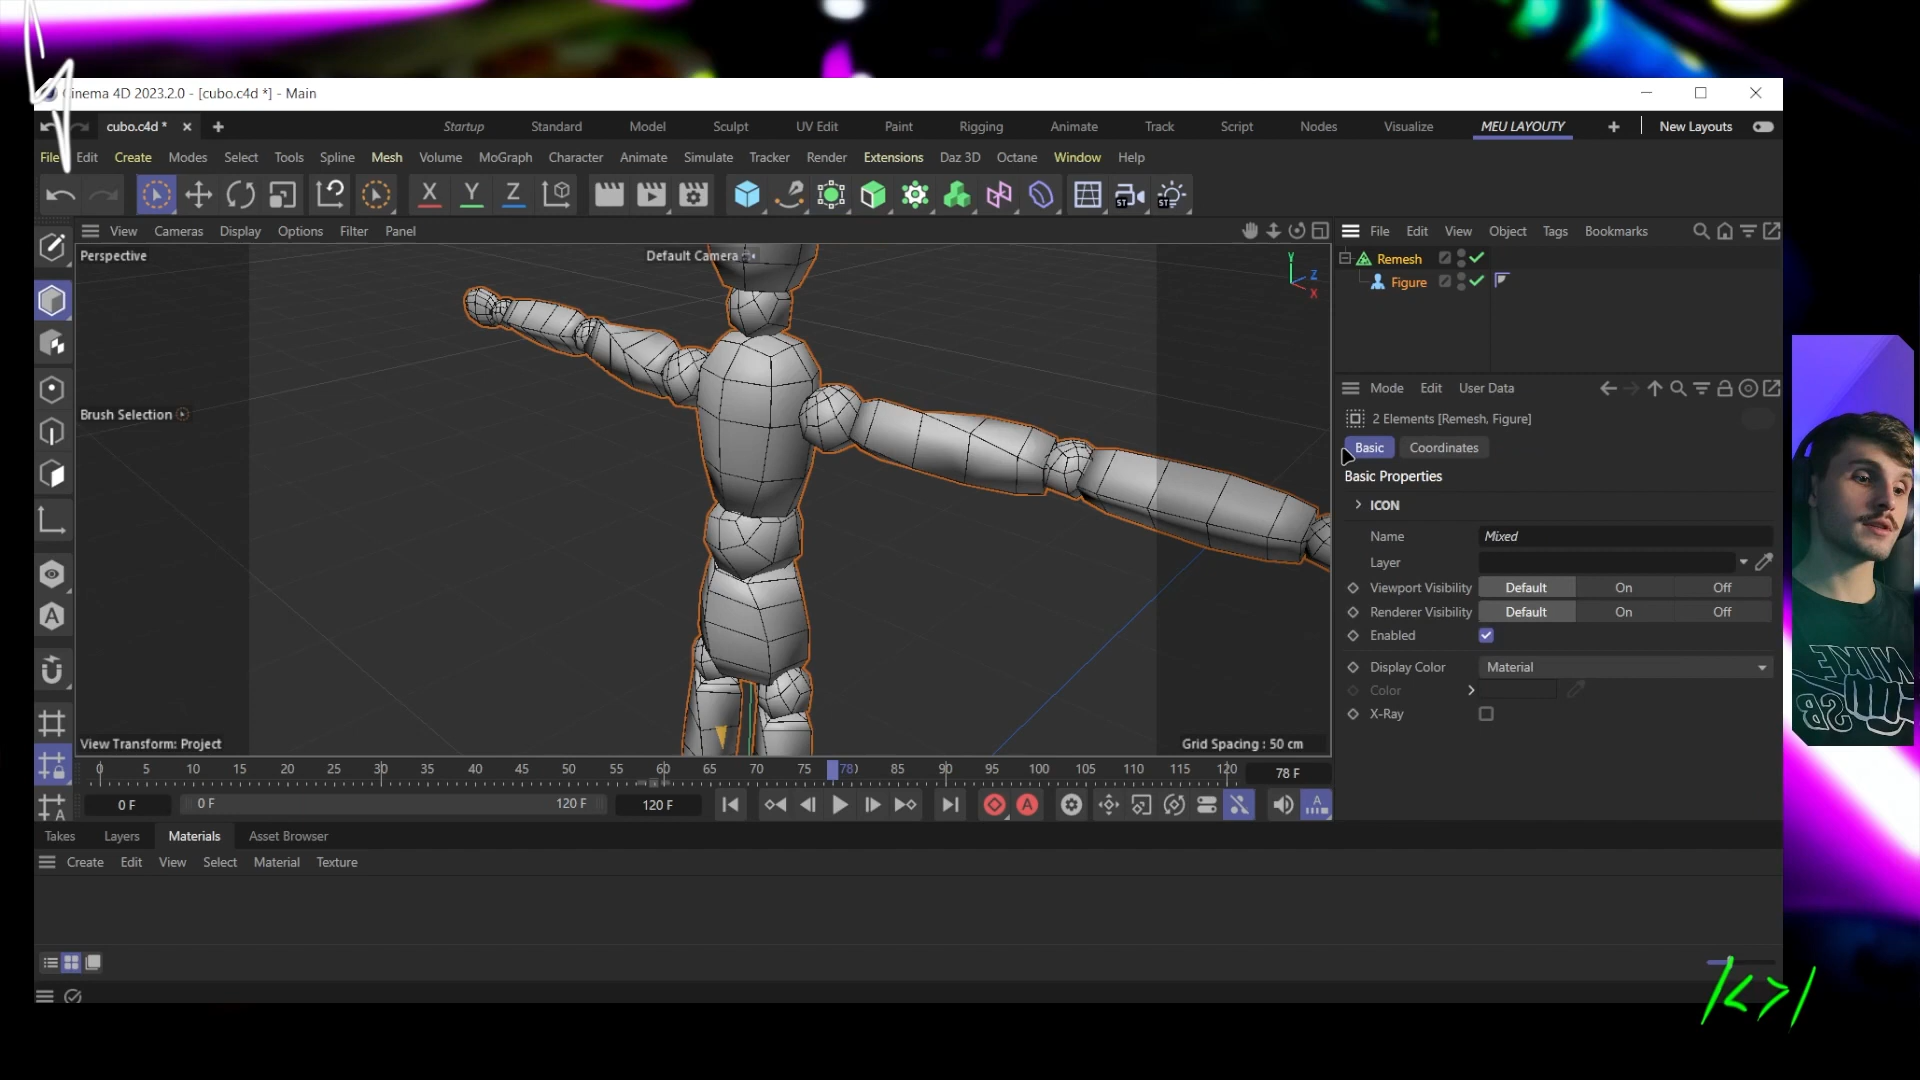 Cinema 4D 2023.2.0 - [cubo.c4d *] - Main
cubo.c4d *
Startup Standard Model Sculpt UV Edit Paint Rigging Animate Track Script Nodes Visualize MEU LAYOUTY New Layouts
File Edit Create Modes Select Tools Spline Mesh Volume MoGraph Character Animate Simulate Tracker Render Extensions Daz 3D Octane Window Help
X Y Z
View Cameras Display Options Filter Panel
File Edit View Object Tags Bookmarks
Perspective
Default Camera
Y
Z
X
Remesh
Figure
Brush Selection
Mode Edit User Data
2 Elements [Remesh, Figure]
Basic Coordinates
Basic Properties
ICON
Name Mixed
Layer
Viewport Visibility Default On Off
Renderer Visibility Default On Off
Enabled
Display Color Material
Color
X-Ray
View Transform: Project
Grid Spacing : 50 cm
0 5 10 15 20 25 30 35 40 45 50 55 60 65 70 75 78 85 90 95 100 105 110 115 120 78 F
0 F 0 F 120 F 120 F
Takes Layers Materials Asset Browser
Create Edit View Select Material Texture